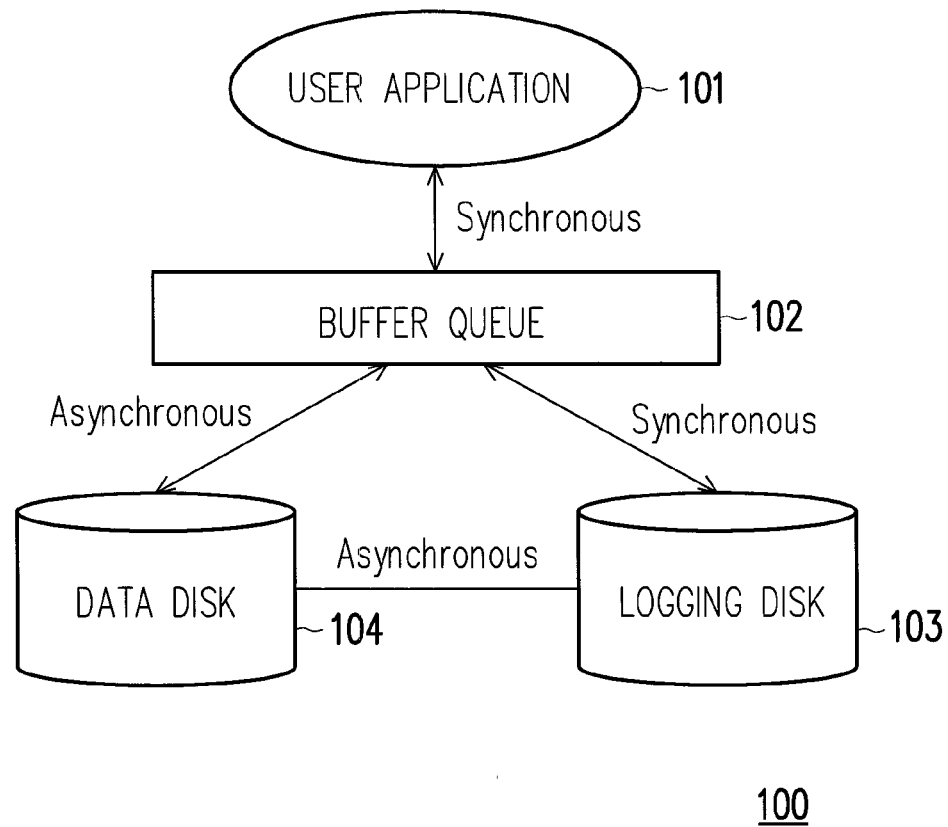 USER APPLICATION
101
Synchronous
BUFFER QUEUE
102
Asynchronous
Synchronous
Asynchronous
DATA DISK
104
LOGGING DISK
103
100